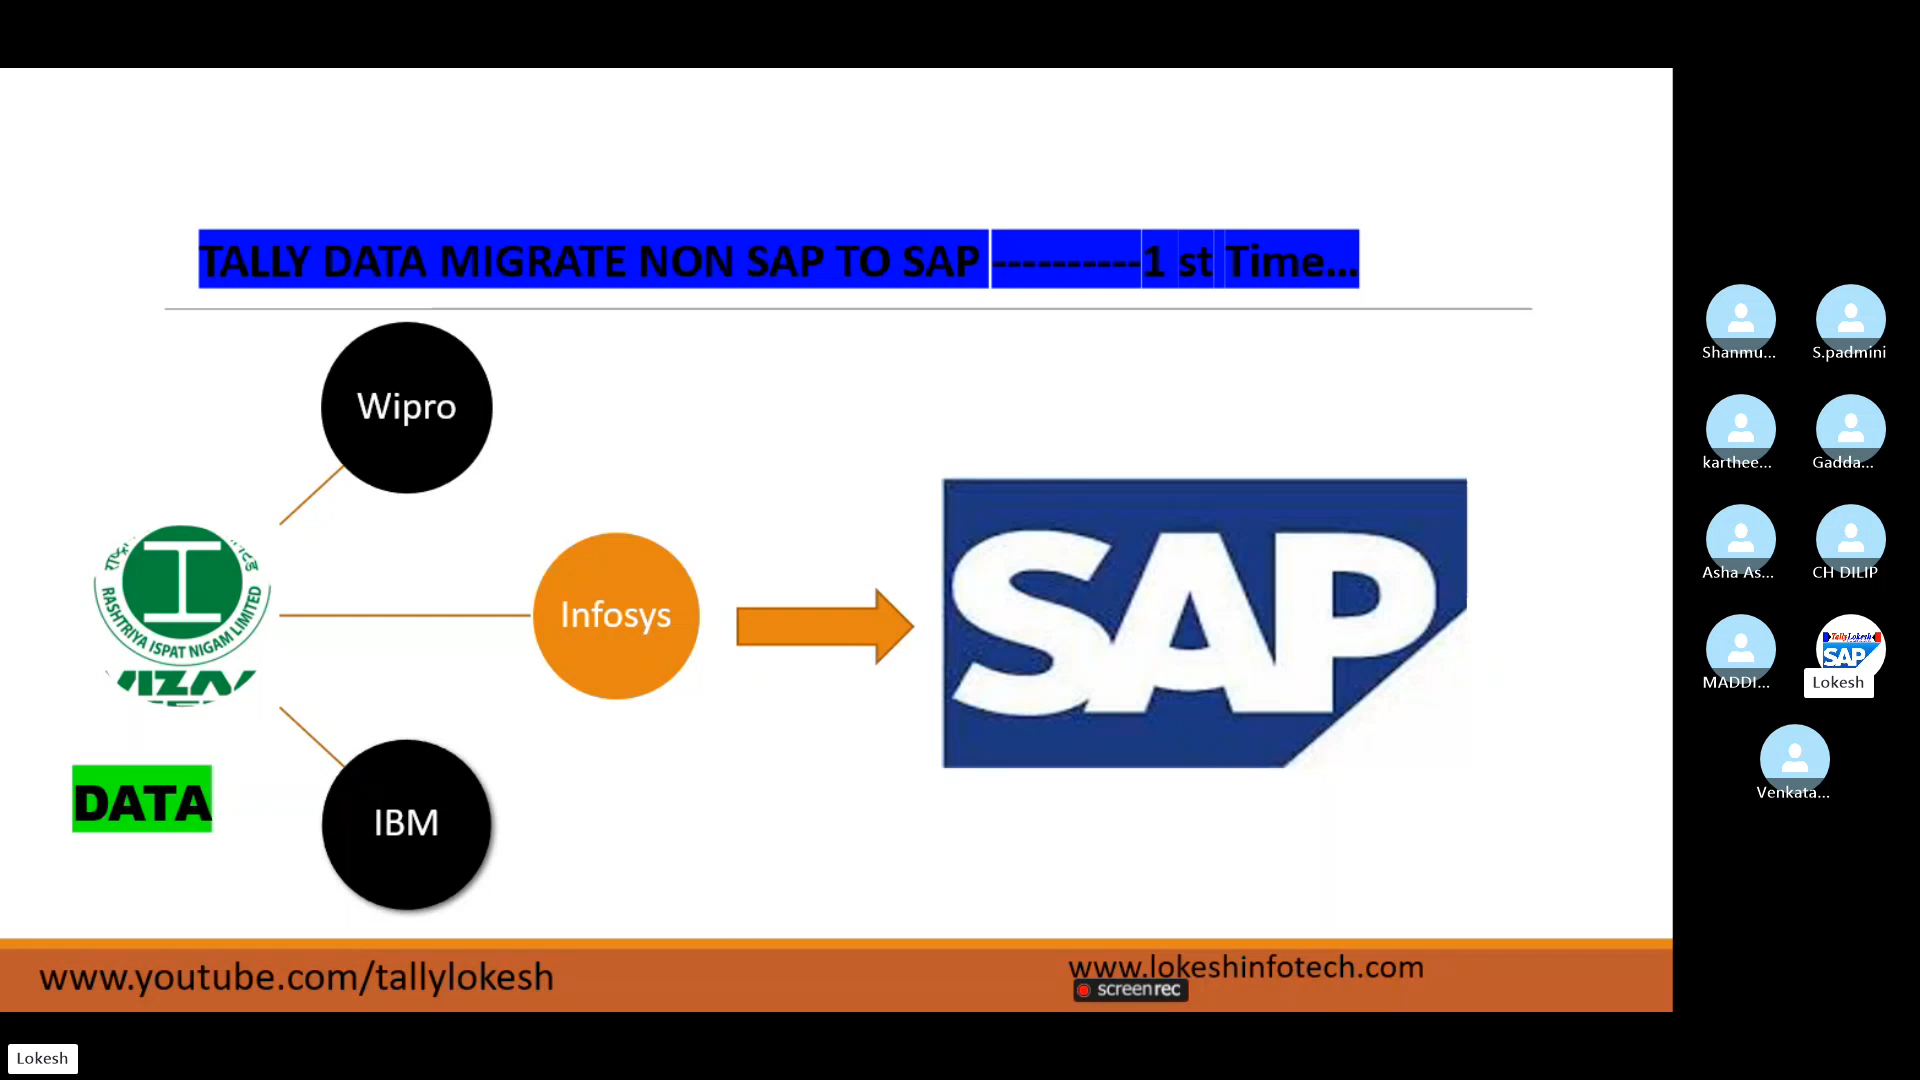 TALLY DATA MIGRATE NON SAP TO SAP ----------1 st Time...
Wipro
RASHTRIYA ISPAT NIGAM LIMITED
Infosys
SAP
IBM
DATA
www.youtube.com/tallylokesh
www.lokeshinfotech.com
screenrec
Shanmu...
S.padmini
karthee...
Gadda...
Asha As...
CH DILIP
MADDI...
TallyLokesh
SAP
Lokesh
Venkata...
Lokesh